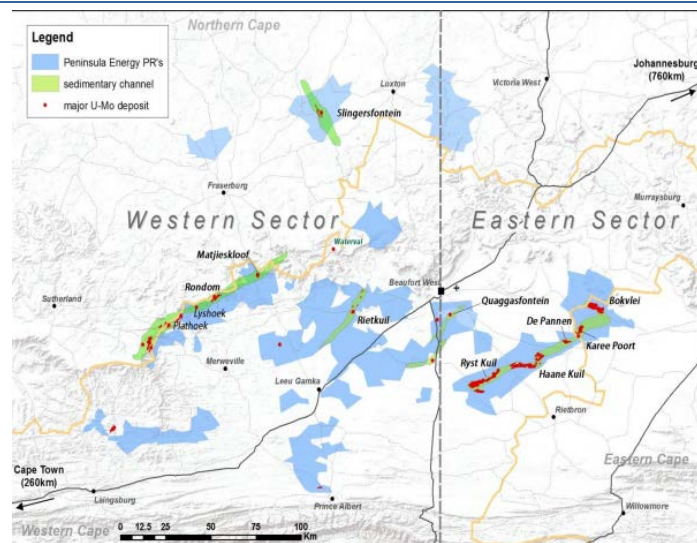 Northern Cape
Legend
Peninsula Energy PR's
sedimentary channel
major U-Mo deposit
Johannesburg
(760km)
Loxton
Victoria West
Slingersfontein
Fraserburg
Murraysburg
Western Sector
Eastern Sector
Matjieskloof
Waterval
Rondom
Beaufort West
Sutherland
Lyshoek
Plathoek
Rietkuil
Quaggasfontein
Bokvlei
De Pannen
Karee Poort
Merweville
Ryst Kuil
Haane Kuil
Leeu Gamka
Rietbron
Cape Town
(260km)
Eastern Cape
Laingsburg
Prince Albert
Willowmore
Western Cape
0 12.5 25 50 75 100
Km